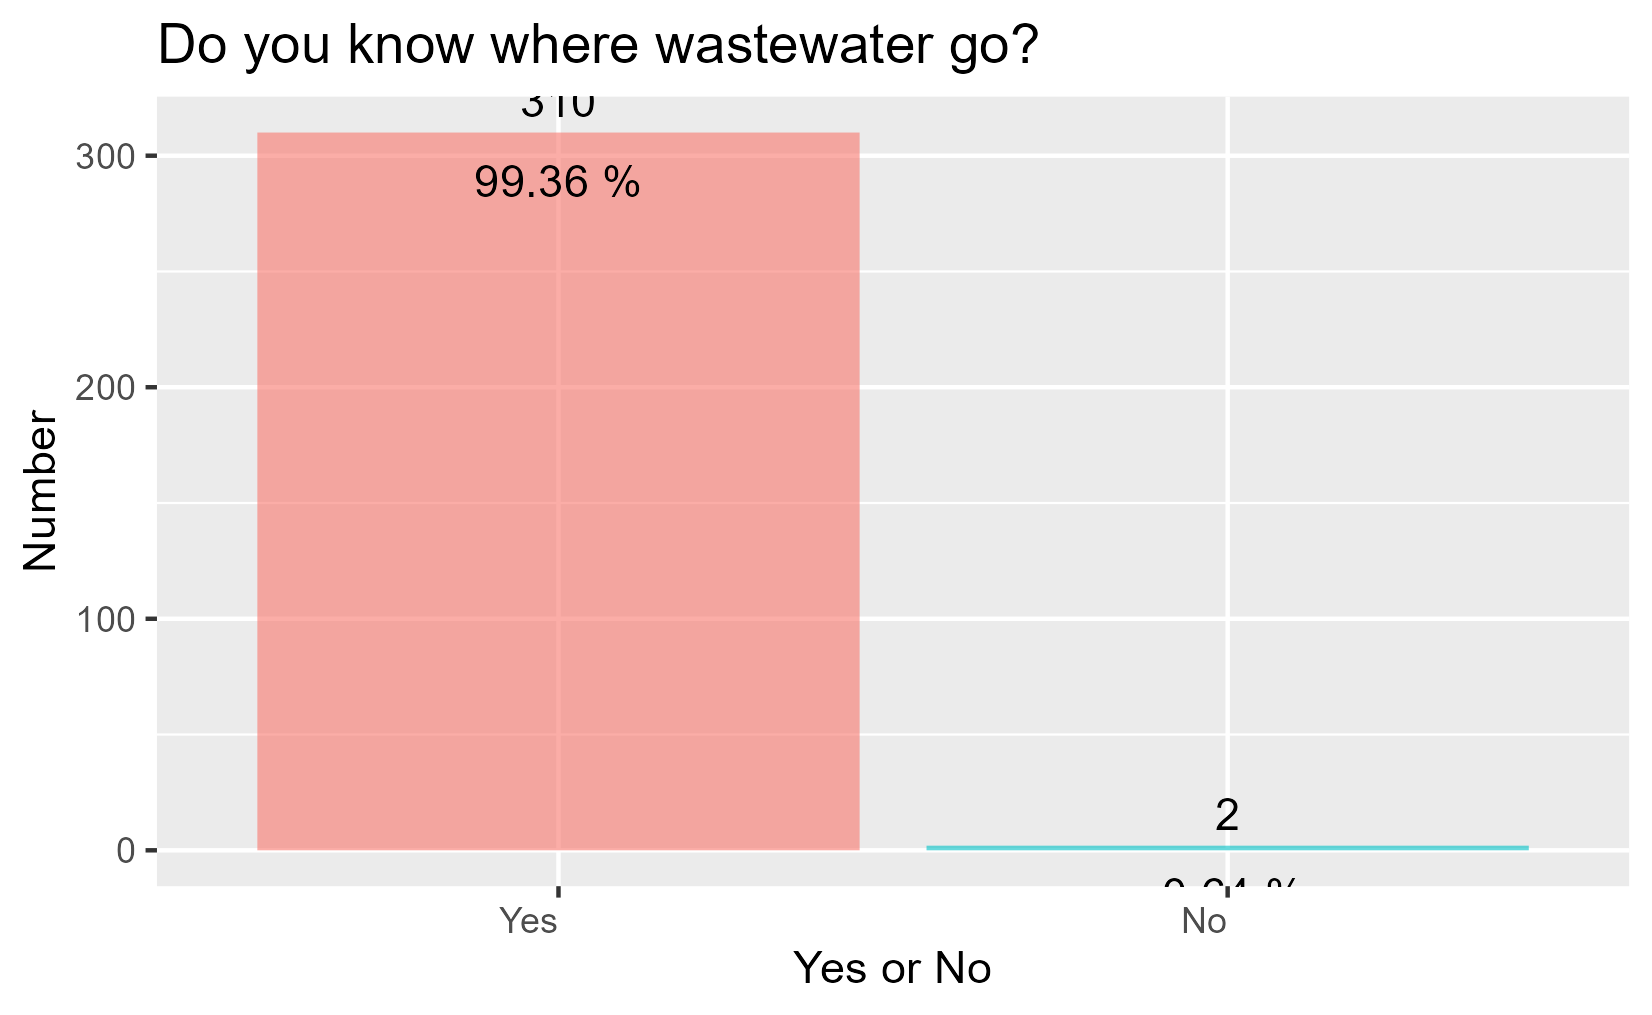 Do you know where wastewater go?
310
99.36 %
300
200
100
0
Number
2
Yes
No
Yes or No